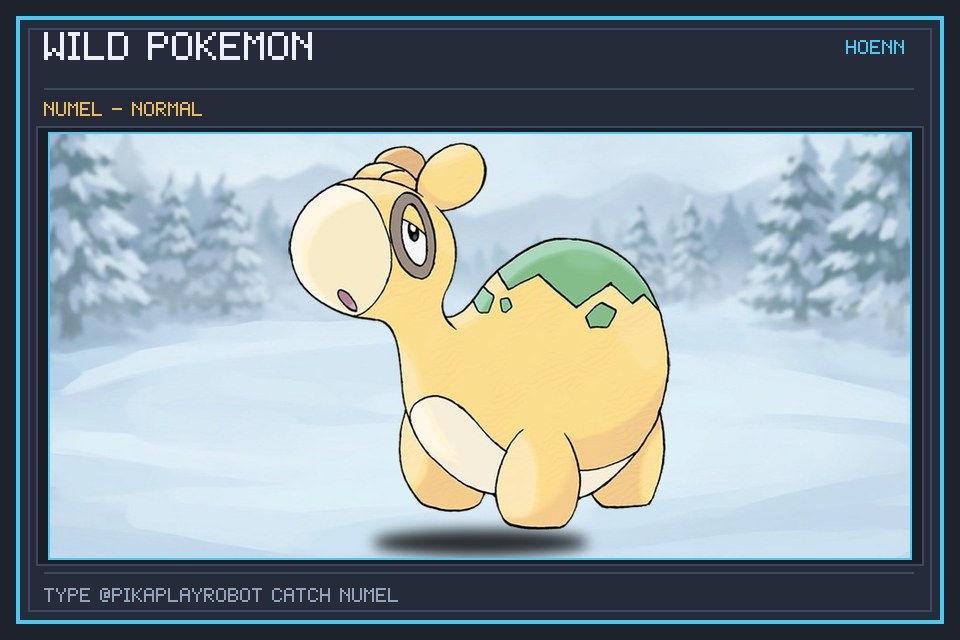 WILD POKEMON
HOENN
NUMEL - NORMAL
TYPE @PIKAPLAYROBOT CATCH NUMEL